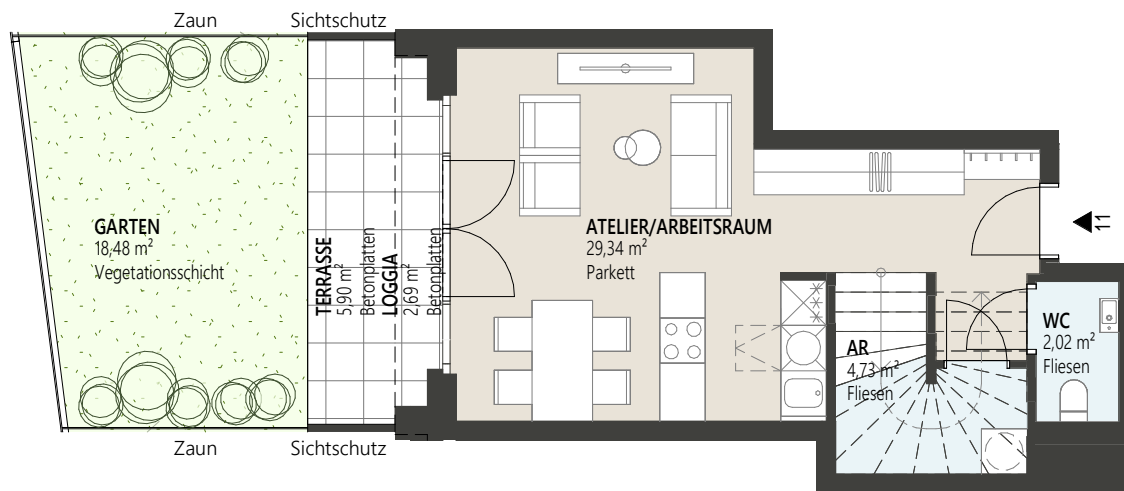 Zaun
Sichtschutz
GARTEN
18,48 m²
Vegetationsschicht
TERRASSE
5,90 m²
Betonplatten
LOGGIA
2,69 m²
Betonplatten
ATELIER/ARBEITSRAUM
29,34 m²
Parkett
11
AR
4,73 m²
Fliesen
WC
2,02 m²
Fliesen
Zaun
Sichtschutz